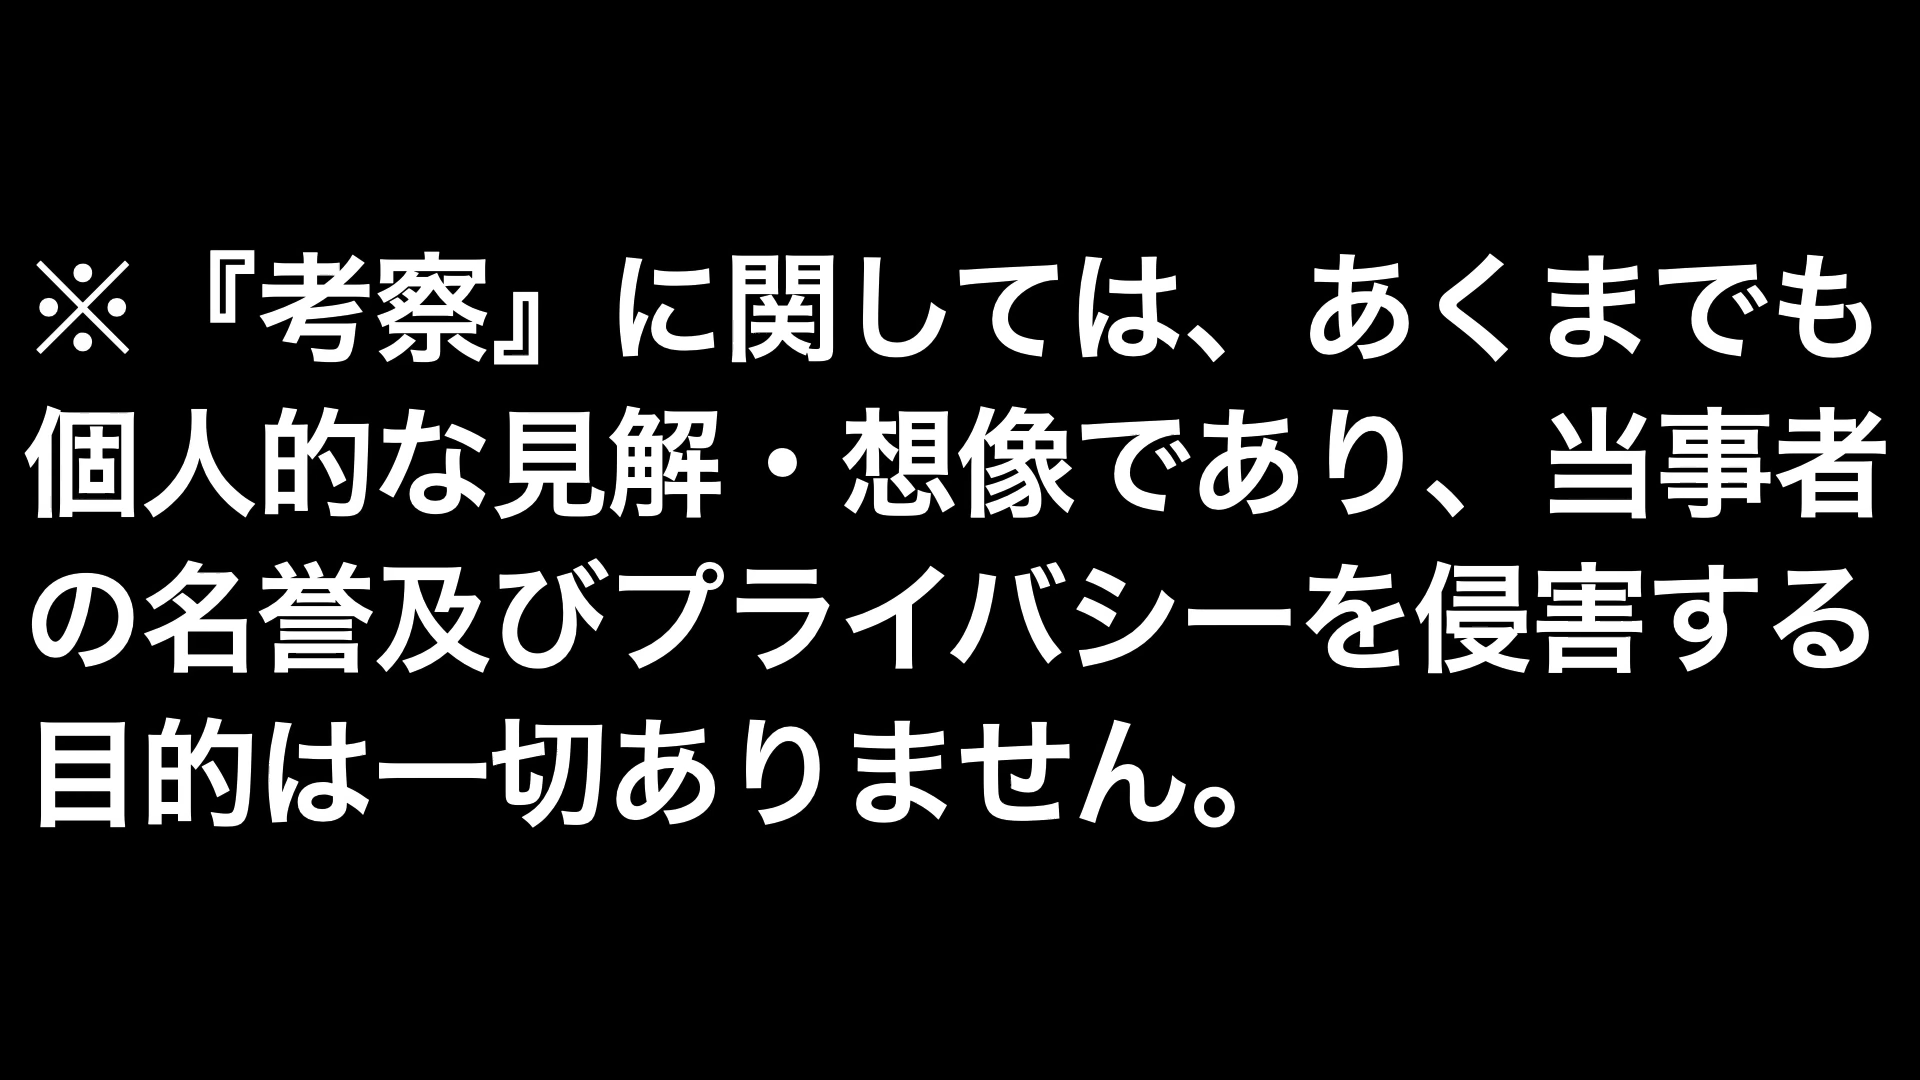 ※『考察』に関しては、あくまでも
個人的な見解・想像であり、当事者
の名誉及びプライバシーを侵害する
目的は一切ありません。